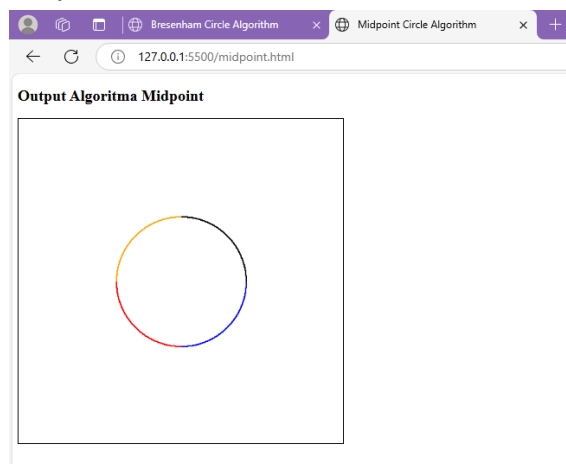 Bresenham Circle Algorithm
Midpoint Circle Algorithm
127.0.0.1:5500/midpoint.html
Output Algoritma Midpoint